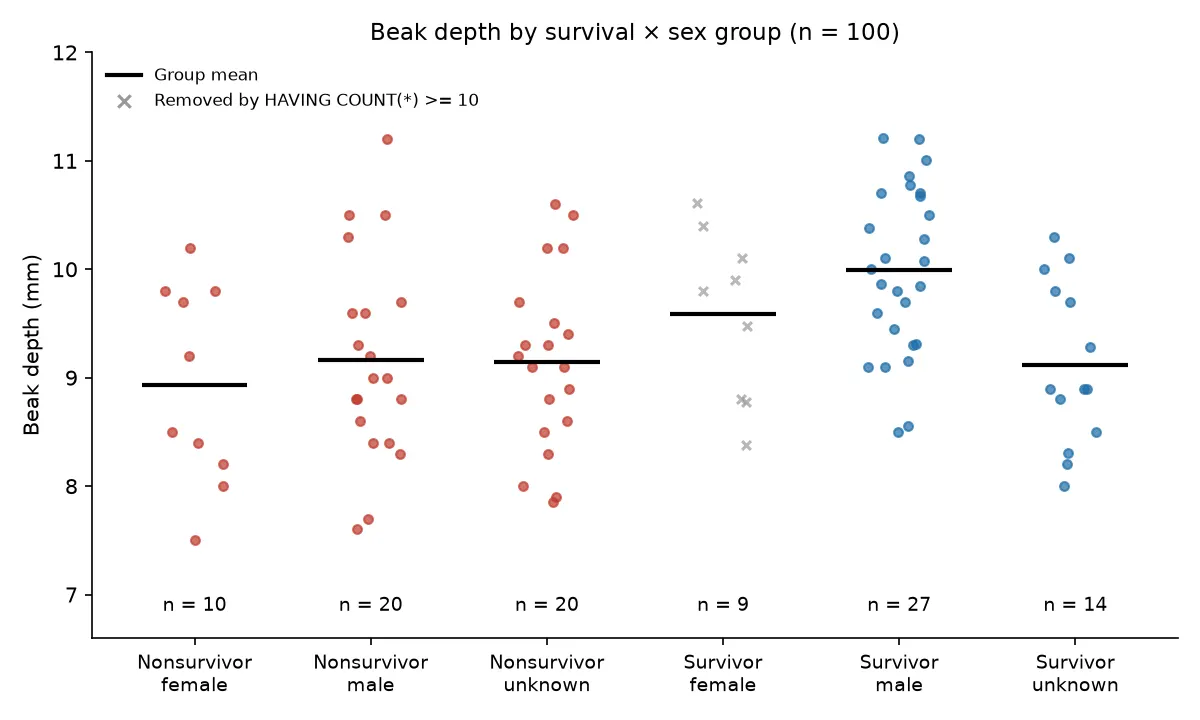 Beak depth by survival × sex group (n = 100)
Group mean
Removed by HAVING COUNT(*) >= 10
Beak depth (mm)
12
11
10
9
8
7
n = 10
n = 20
n = 20
n = 9
n = 27
n = 14
Nonsurvivor
female
Nonsurvivor
male
Nonsurvivor
unknown
Survivor
female
Survivor
male
Survivor
unknown